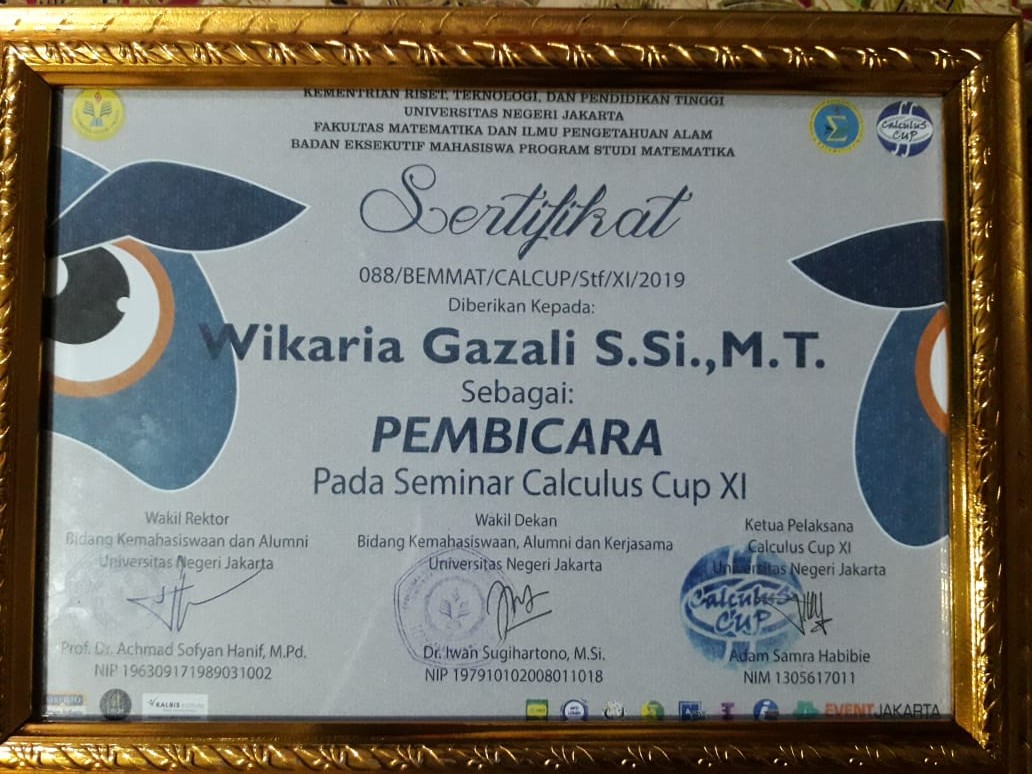 KEMENTRIAN RISET, TEKNOLOGI, DAN PENDIDIKAN TINGGI
UNIVERSITAS NEGERI JAKARTA
FAKULTAS MATEMATIKA DAN ILMU PENGETAHUAN ALAM
BADAN EKSEKUTIF MAHASISWA PROGRAM STUDI MATEMATIKA
Calculus CUP
Sertifikat
088/BEMMAT/CALCUP/Stf/XI/2019
Diberikan Kepada:
Wikaria Gazali S.Si.,M.T.
Sebagai:
PEMBICARA
Pada Seminar Calculus Cup XI
Wakil Rektor
Bidang Kemahasiswaan dan Alumni
Universitas Negeri Jakarta
Prof. Dr. Achmad Sofyan Hanif, M.Pd.
NIP 196309171989031002
Wakil Dekan
Bidang Kemahasiswaan, Alumni dan Kerjasama
Universitas Negeri Jakarta
Dr. Iwan Sugihartono, M.Si.
NIP 197910102008011018
Ketua Pelaksana
Calculus Cup XI
Universitas Negeri Jakarta
Calculus CUP
Adam Samra Habibie
NIM 1305617011
KALBIS
EVENTJAKARTA